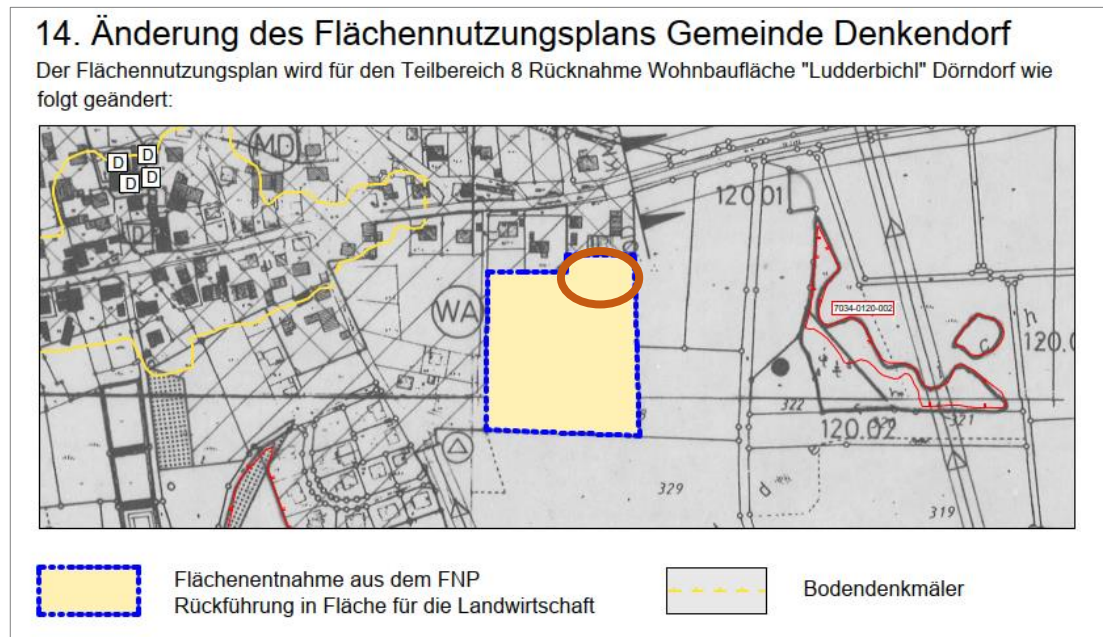 14. Änderung des Flächennutzungsplans Gemeinde Denkendorf
Der Flächennutzungsplan wird für den Teilbereich 8 Rücknahme Wohnbaufläche "Ludderbichl" Dörndorf wie
folgt geändert:
MD
D
D
D
D
120.01
7034-0120-002
WA
120.0
322
320
321
120.02
329
319
Flächenentnahme aus dem FNP
Rückführung in Fläche für die Landwirtschaft
Bodendenkmäler